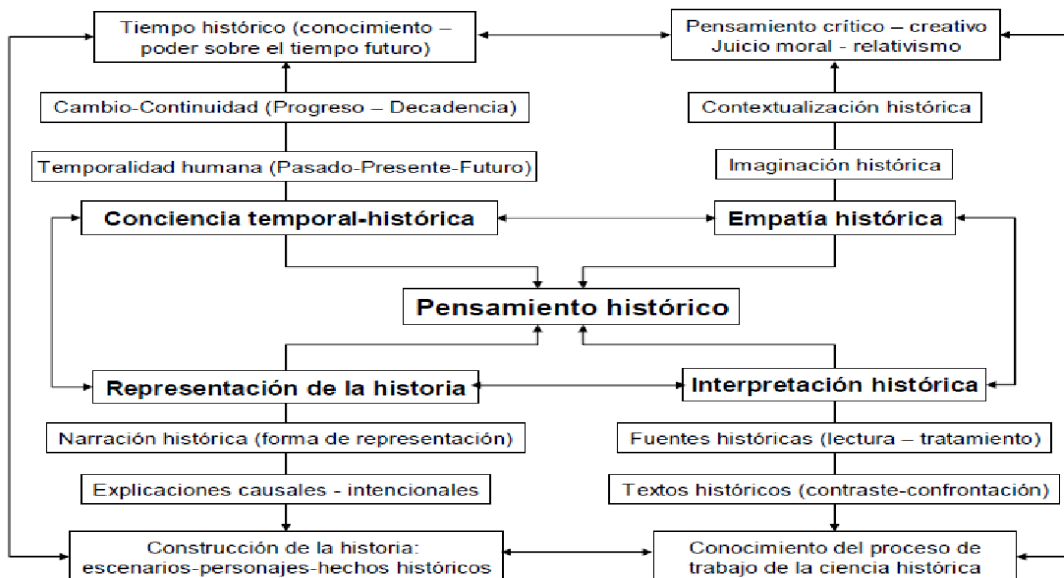 Tiempo histórico (conocimiento –
poder sobre el tiempo futuro)
Pensamiento crítico – creativo
Juicio moral - relativismo
Cambio-Continuidad (Progreso – Decadencia)
Contextualización histórica
Temporalidad humana (Pasado-Presente-Futuro)
Imaginación histórica
Conciencia temporal-histórica
Empatía histórica
Pensamiento histórico
Representación de la historia
Interpretación histórica
Narración histórica (forma de representación)
Fuentes históricas (lectura – tratamiento)
Explicaciones causales - intencionales
Textos históricos (contraste-confrontación)
Construcción de la historia:
escenarios-personajes-hechos históricos
Conocimiento del proceso de
trabajo de la ciencia histórica